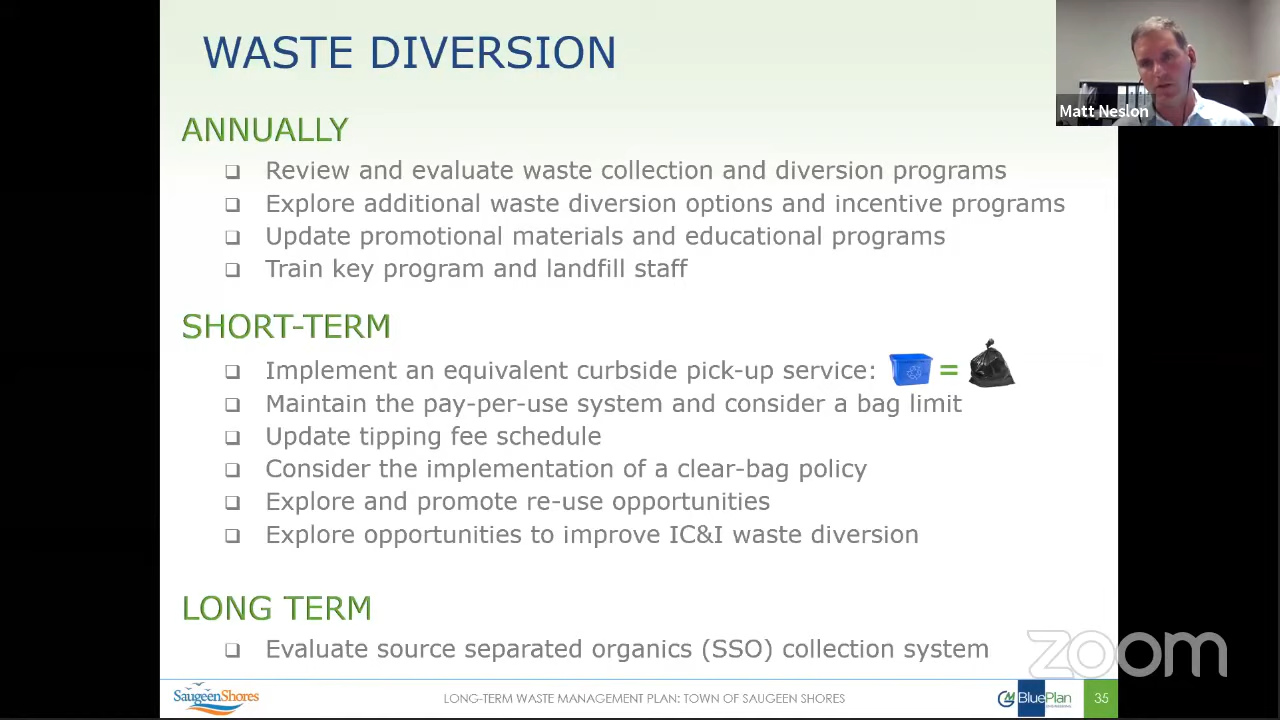 WASTE DIVERSION
Matt Neslon
ANNUALLY
❑ Review and evaluate waste collection and diversion programs
❑ Explore additional waste diversion options and incentive programs
❑ Update promotional materials and educational programs
❑ Train key program and landfill staff
SHORT-TERM
❑ Implement an equivalent curbside pick-up service: =
❑ Maintain the pay-per-use system and consider a bag limit
❑ Update tipping fee schedule
❑ Consider the implementation of a clear-bag policy
❑ Explore and promote re-use opportunities
❑ Explore opportunities to improve IC&I waste diversion
LONG TERM
❑ Evaluate source separated organics (SSO) collection system
zoom
SaugeenShores
LONG-TERM WASTE MANAGEMENT PLAN: TOWN OF SAUGEEN SHORES
GM BluePlan
ENGINEERING
35